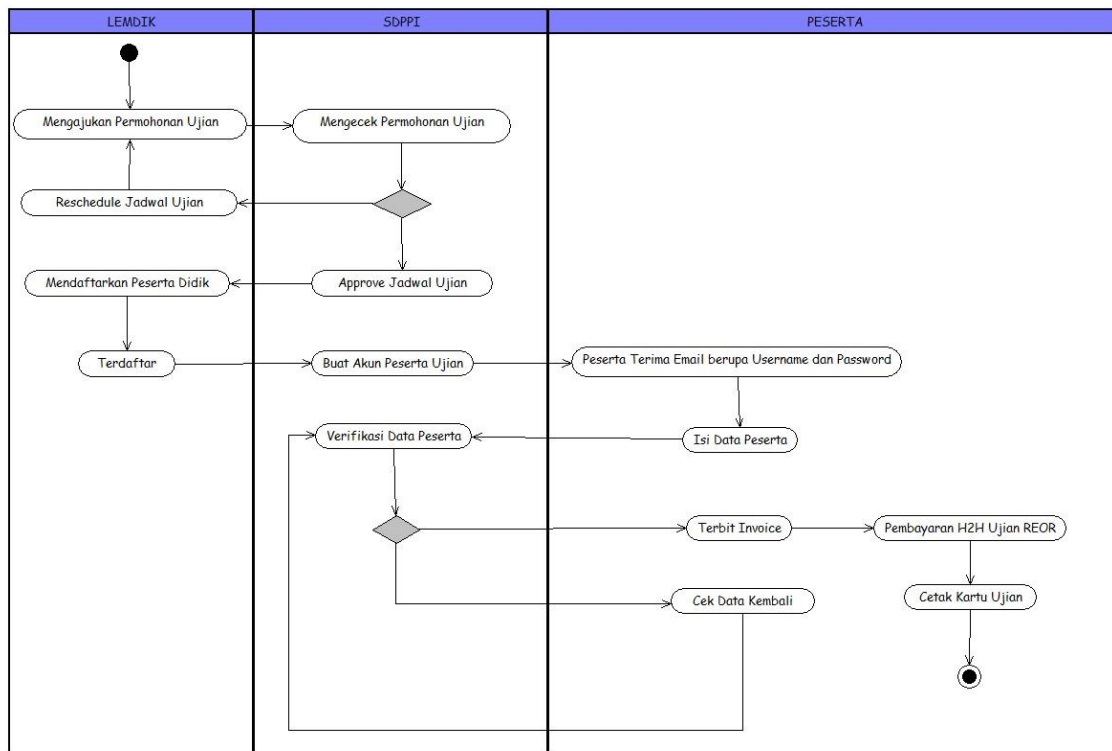 LEMDIK
SDPPI
PESERTA
Mengajukan Permohonan Ujian
Mengecek Permohonan Ujian
Reschedule Jadwal Ujian
Mendaftarkan Peserta Didik
Approve Jadwal Ujian
Terdaftar
Buat Akun Peserta Ujian
Peserta Terima Email berupa Username dan Password
Verifikasi Data Peserta
Isi Data Peserta
Terbit Invoice
Pembayaran H2H Ujian REOR
Cek Data Kembali
Cetak Kartu Ujian